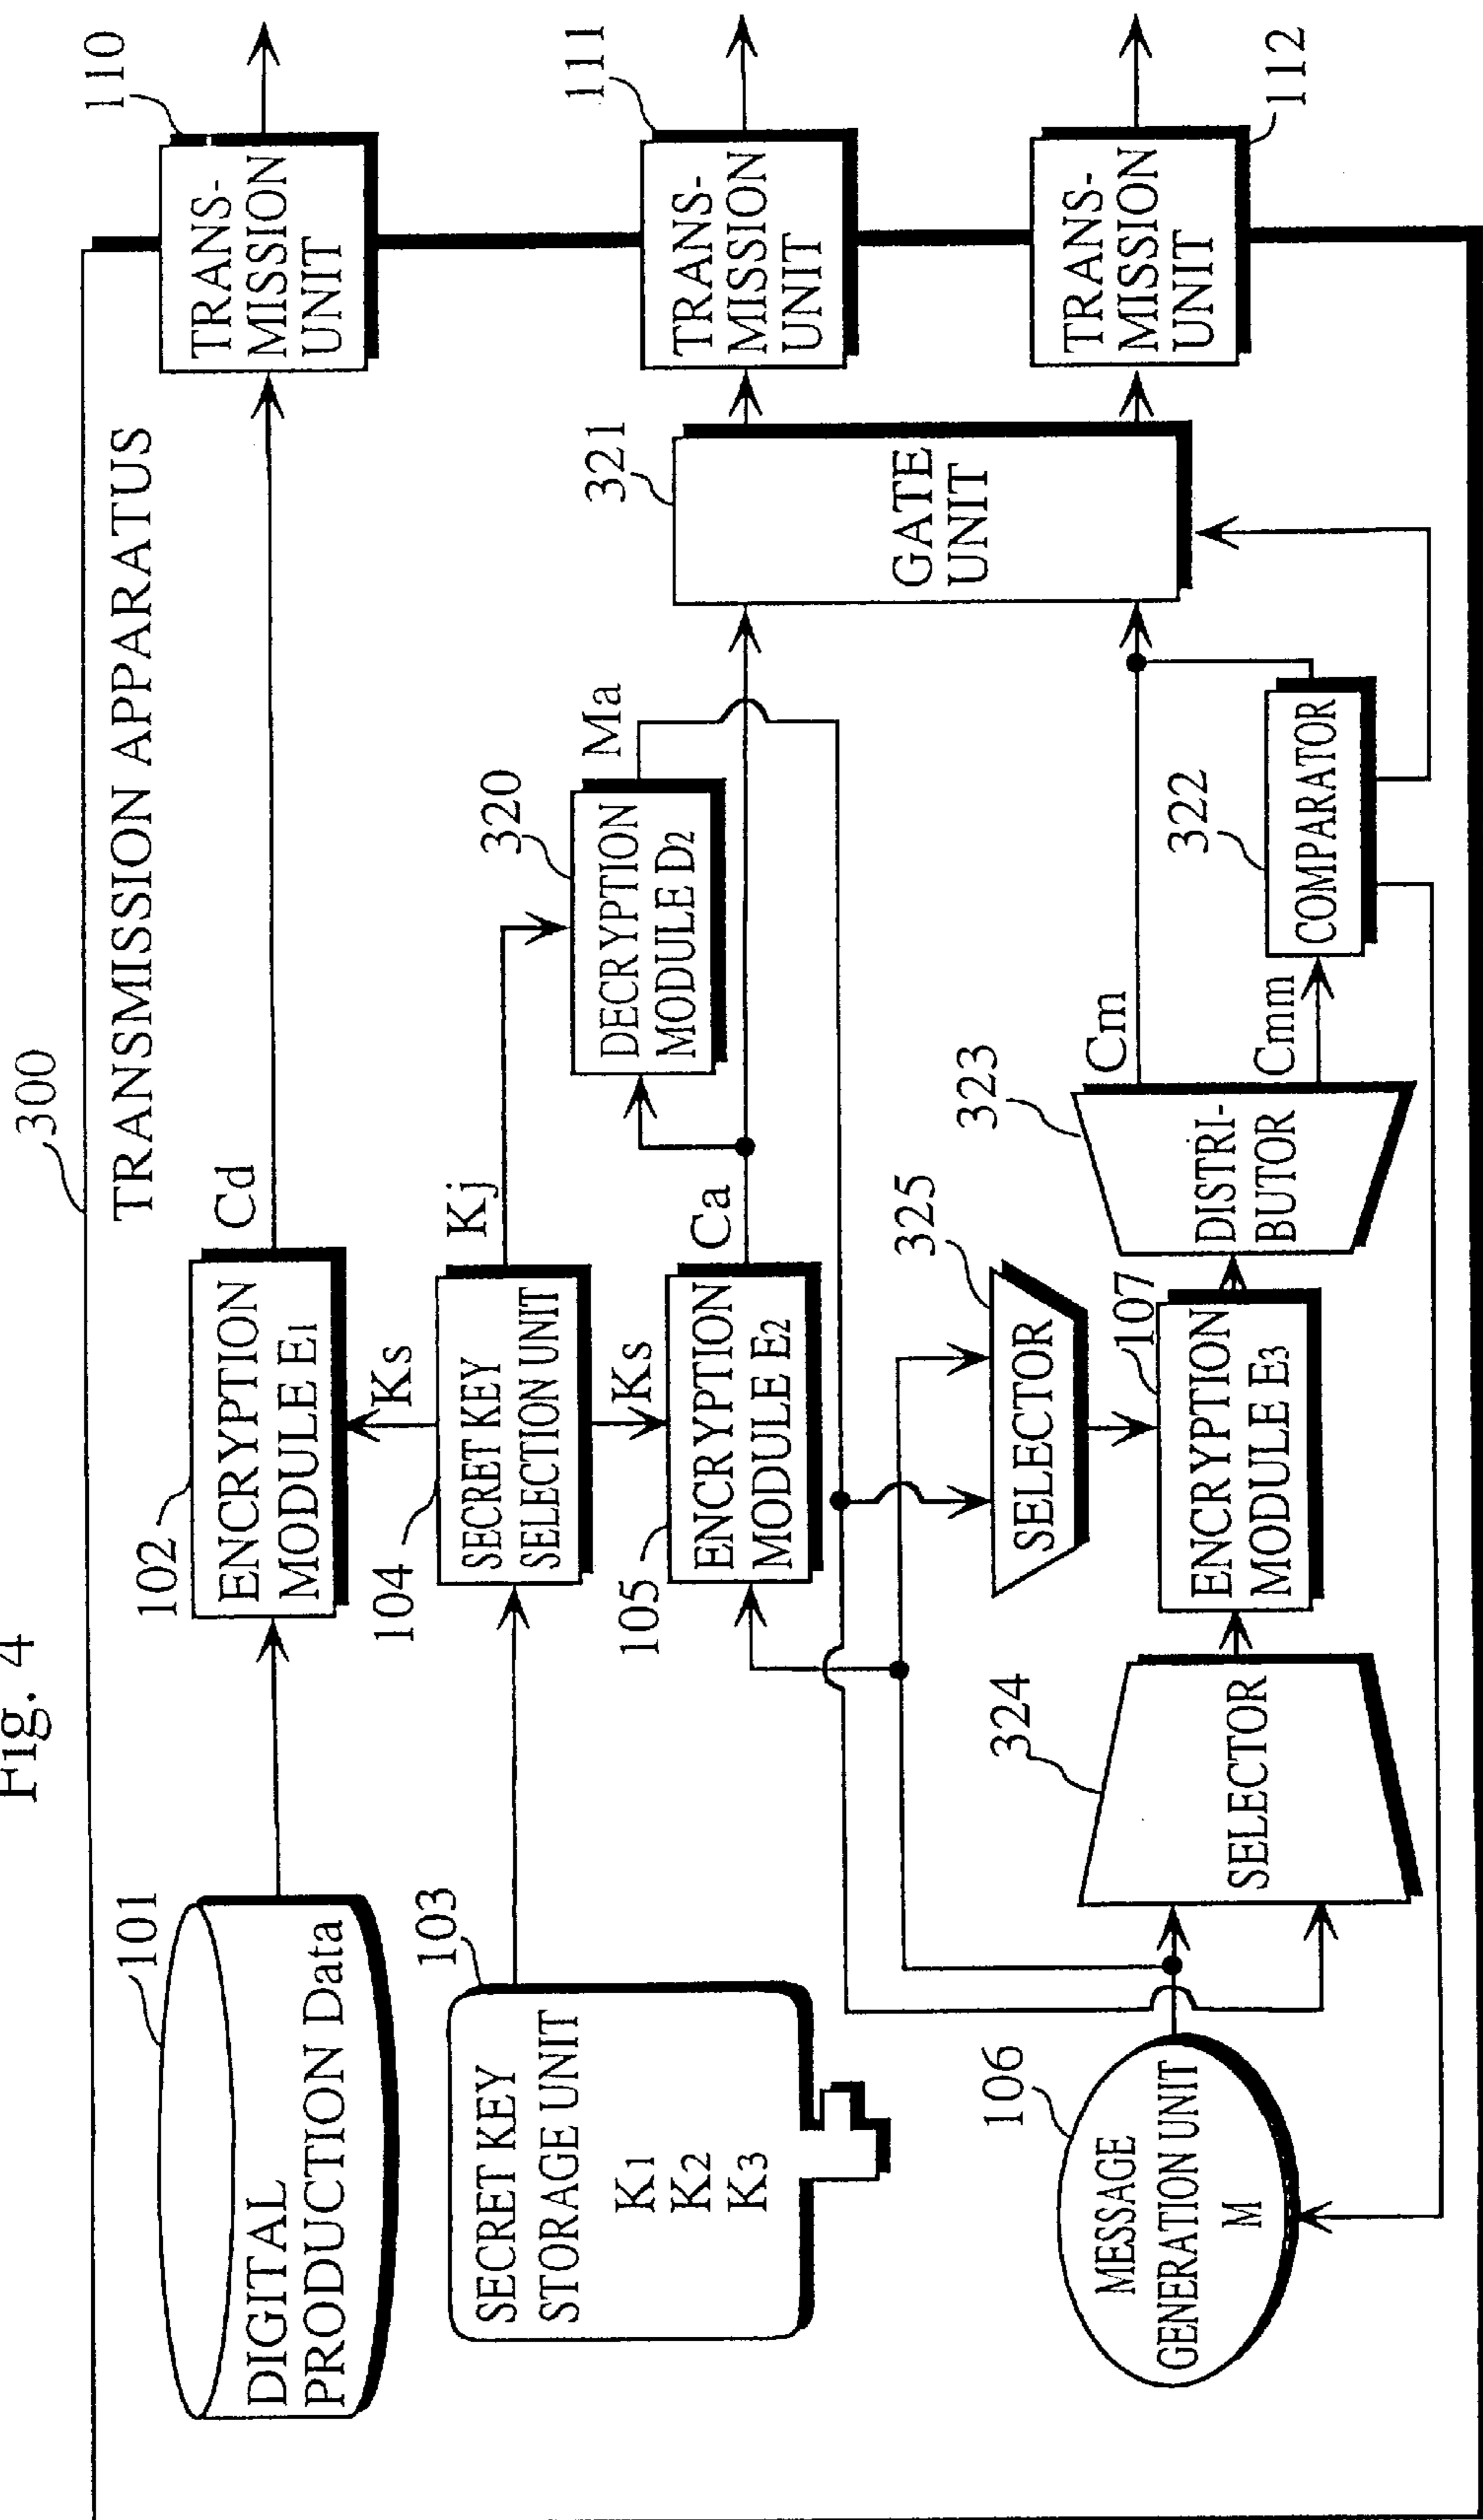 Fig. 4
300
TRANSMISSION APPARATUS
101
DIGITAL
PRODUCTION Data
102
ENCRYPTION
MODULE E1
Cd
110
TRANS-
MISSION
UNIT
Ks
103
SECRET KEY
STORAGE UNIT
K1
K2
K3
104
SECRET KEY
SELECTION UNIT
Kj
Ks
105
ENCRYPTION
MODULE E2
Ca
320
DECRYPTION
MODULE D2
Ma
321
GATE
UNIT
111
TRANS-
MISSION
UNIT
106
MESSAGE
GENERATION UNIT
M
324
SELECTOR
325
SELECTOR
107
ENCRYPTION
MODULE E3
323
DISTRI-
BUTOR
Cm
Cmm
322
COMPARATOR
TRANS-
MISSION
UNIT
112